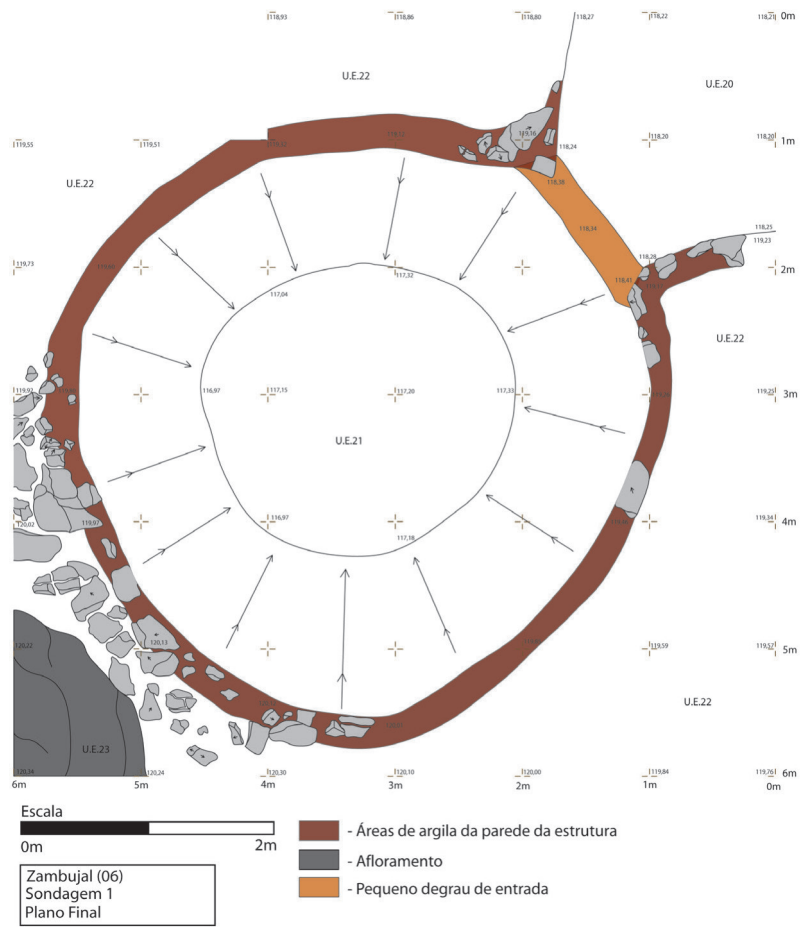 118,93 118,86 118,80 118,27 118,22 118,21 0m
U.E.22 U.E.20
119,55 119,51 119,16 118,20 118,20 1m
118,24
U.E.22 118,38
118,34
118,25
119,23
119,73 118,28 2m
117,32
118,41
117,04
U.E.22
119,92 116,97 117,15 117,20 117,33 119,25 3m
U.E.21
120,02 119,97 116,97 119,34 4m
117,18
120,22 120,13 119,59 119,57 5m
U.E.22
U.E.23
120,34 120,24 120,30 120,10 120,00 119,84 119,76 6m
6m 5m 4m 3m 2m 1m 0m
Escala
0m 2m
- Áreas de argila da parede da estrutura
- Afloramento
- Pequeno degrau de entrada
Zambujal (06)
Sondagem 1
Plano Final